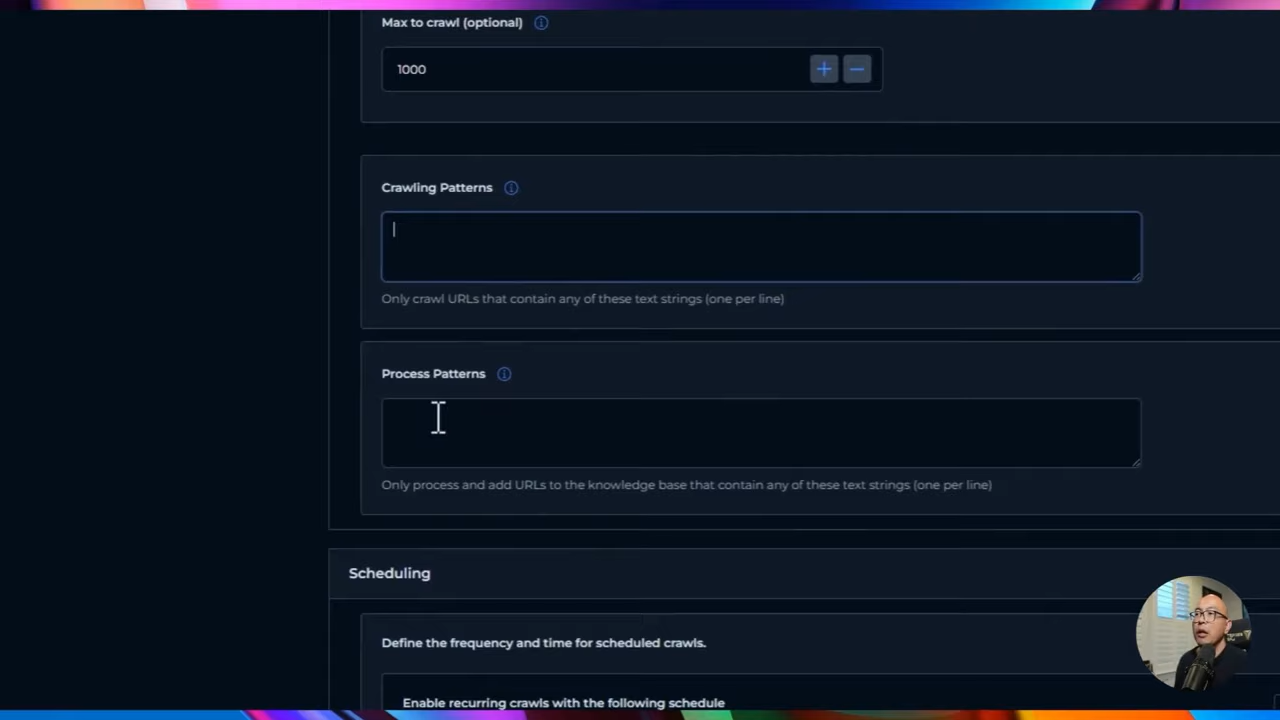 Max to crawl (optional)
1000
Crawling Patterns
Only crawl URLs that contain any of these text strings (one per line)
Process Patterns
Only process and add URLs to the knowledge base that contain any of these text strings (one per line)
Scheduling
Define the frequency and time for scheduled crawls.
Enable recurring crawls with the following schedule